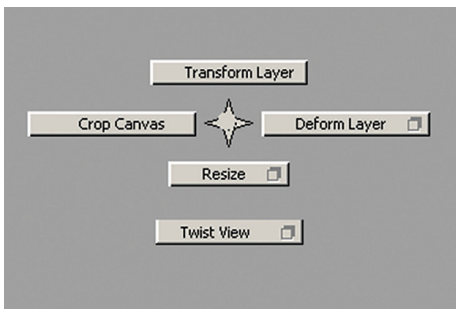 Transform Layer
Crop Canvas
Deform Layer
Resize
Twist View